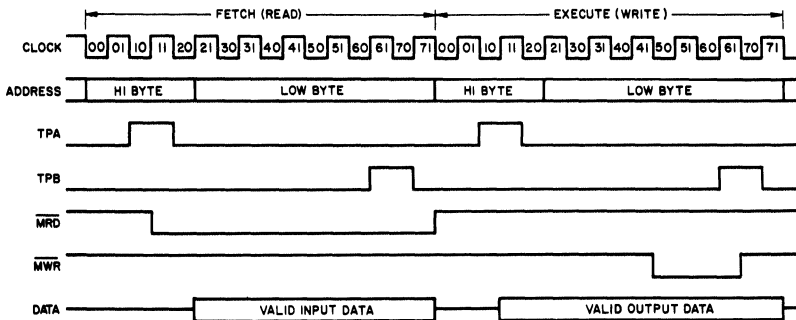 FETCH (READ) EXECUTE (WRITE)
CLOCK 00 01 10 11 20 21 30 31 40 41 50 51 60 61 70 71 00 01 10 11 20 21 30 31 40 41 50 51 60 61 70 71
ADDRESS HI BYTE LOW BYTE HI BYTE LOW BYTE
TPA
TPB
MRD
MWR
DATA VALID INPUT DATA VALID OUTPUT DATA